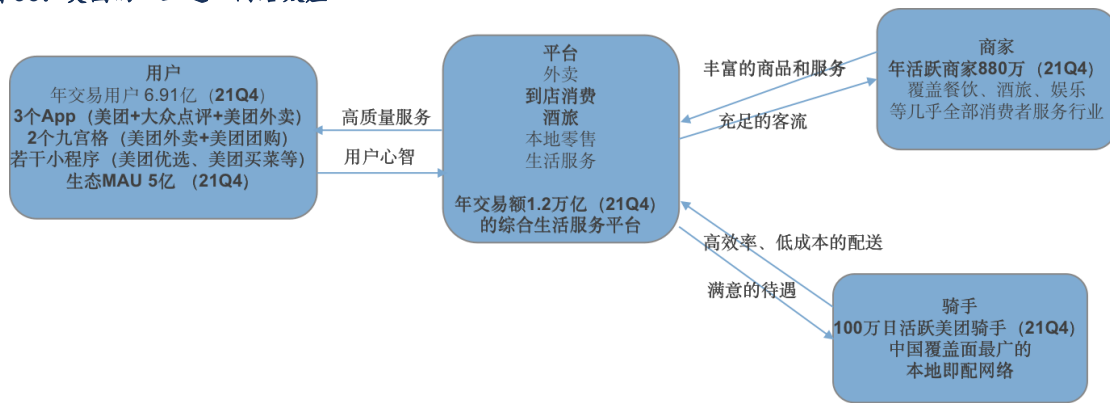 用户
年交易用户 6.91亿（21Q4）
3个App（美团+大众点评+美团外卖）
2个九宫格（美团外卖+美团团购）
若干小程序（美团优选、美团买菜等）
生态MAU 5亿 （21Q4）
高质量服务
用户心智
平台
外卖
到店消费
酒旅
本地零售
生活服务
年交易额1.2万亿（21Q4）
的综合生活服务平台
丰富的商品和服务
充足的客流
商家
年活跃商家880万（21Q4）
覆盖餐饮、酒旅、娱乐
等几乎全部消费者服务行业
高效率、低成本的配送
满意的待遇
骑手
100万日活跃美团骑手（21Q4）
中国覆盖面最广的
本地即配网络